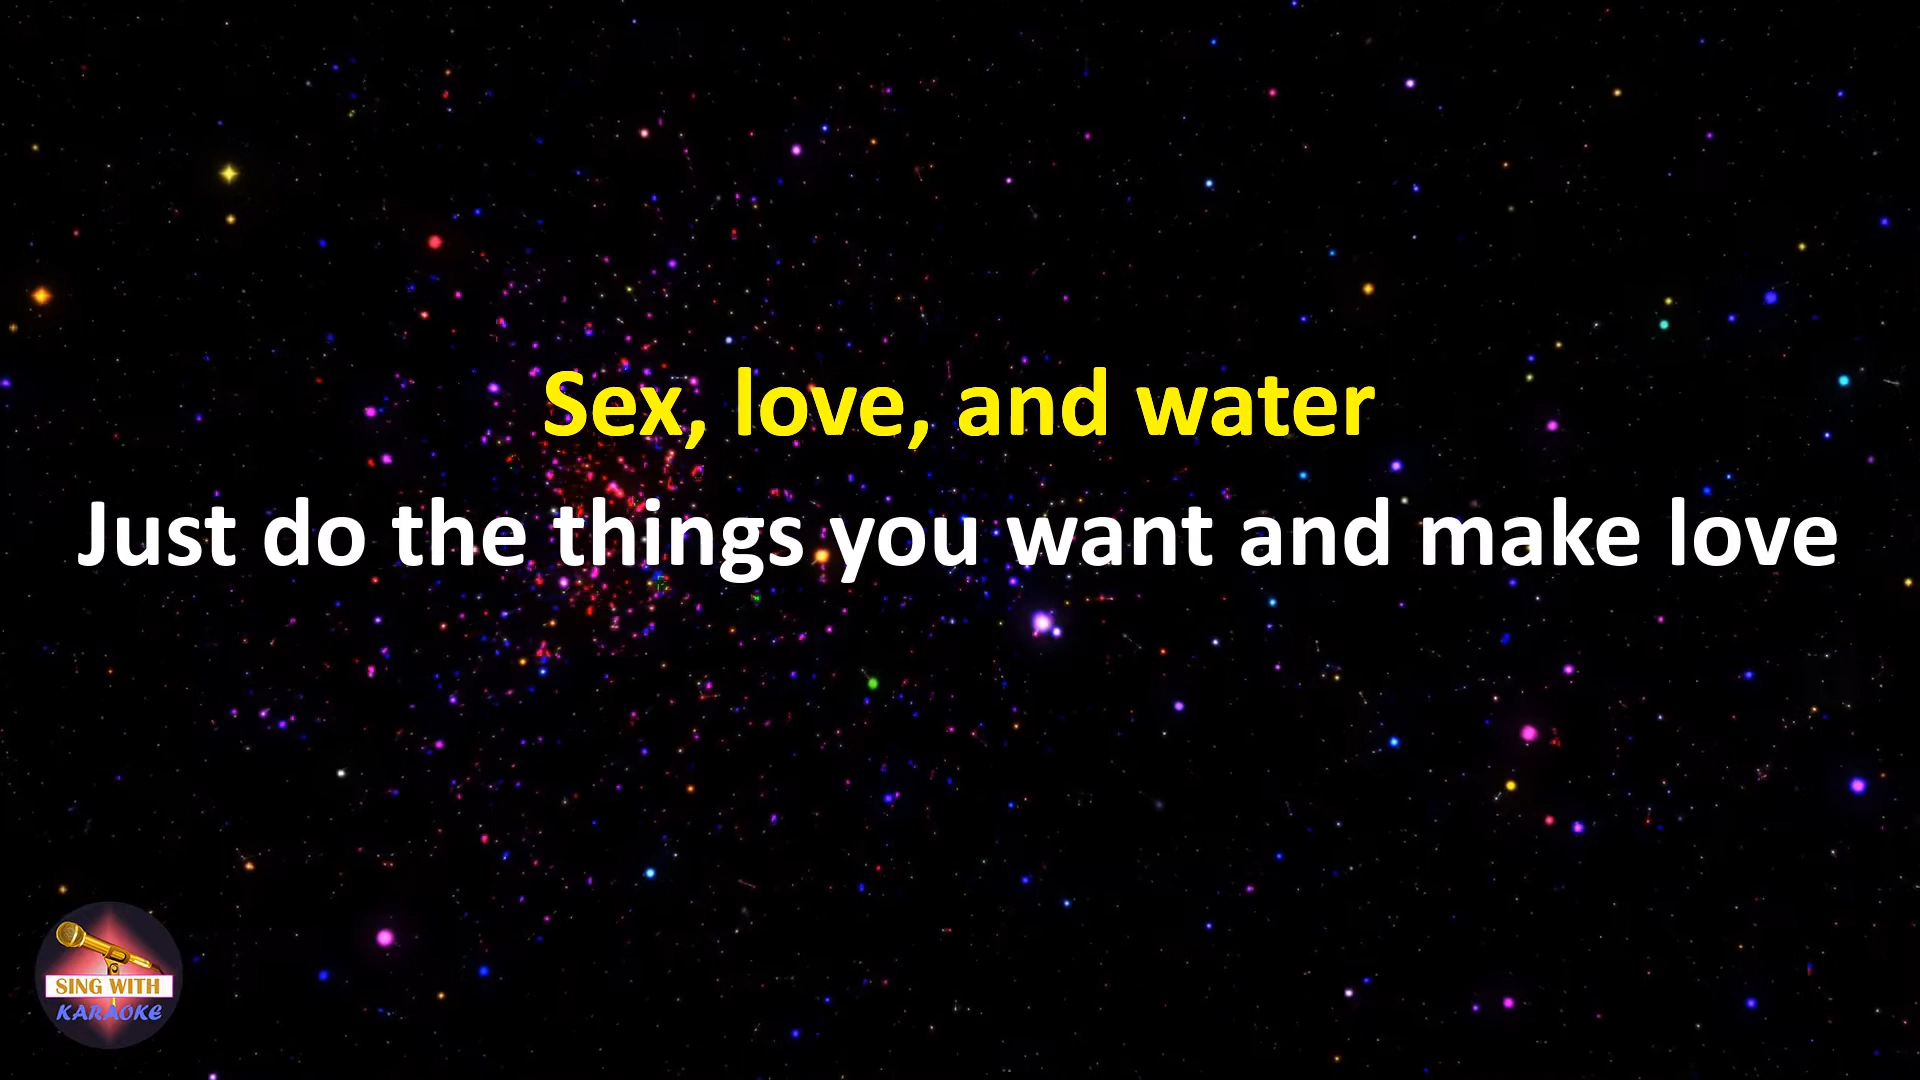 Sex, love, and water
Just do the things you want and make love
SING WITH
KARAOKE